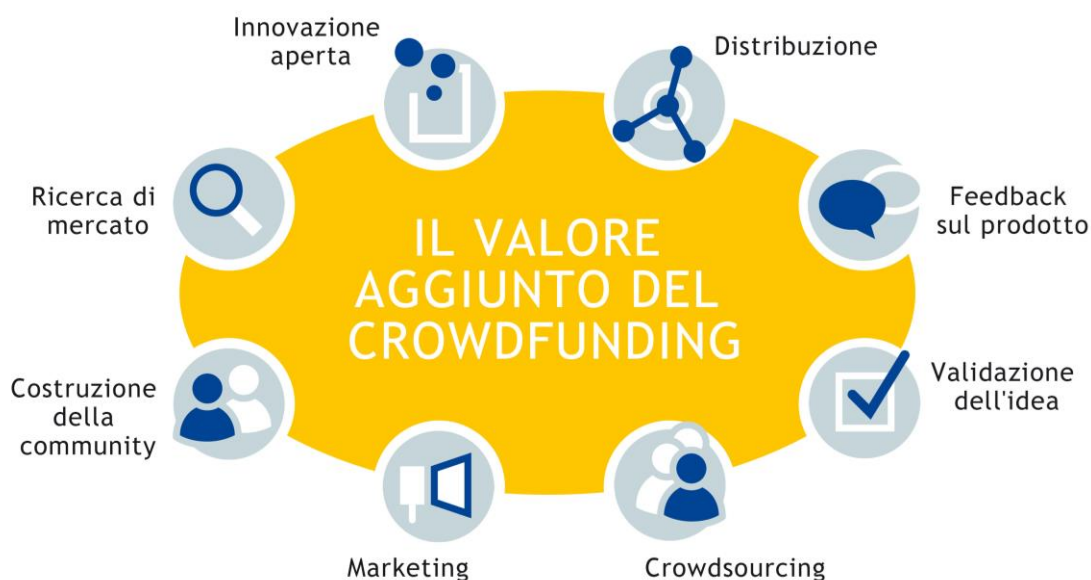 Innovazione
aperta
Distribuzione
Ricerca di
mercato
Feedback
sul prodotto
IL VALORE
AGGIUNTO DEL
CROWDFUNDING
Costruzione
della
community
Validazione
dell'idea
Marketing
Crowdsourcing